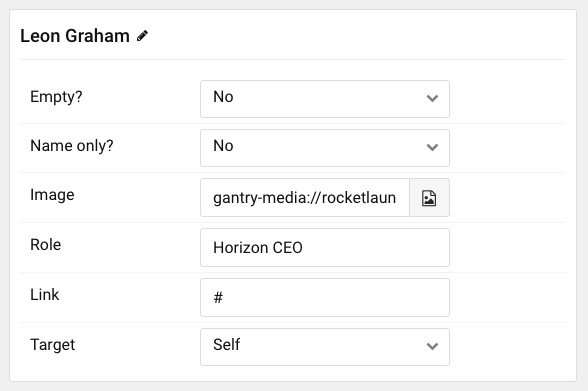 Leon Graham
Empty? No
Name only? No
Image gantry-media://rocketlaun
Role Horizon CEO
Link #
Target Self